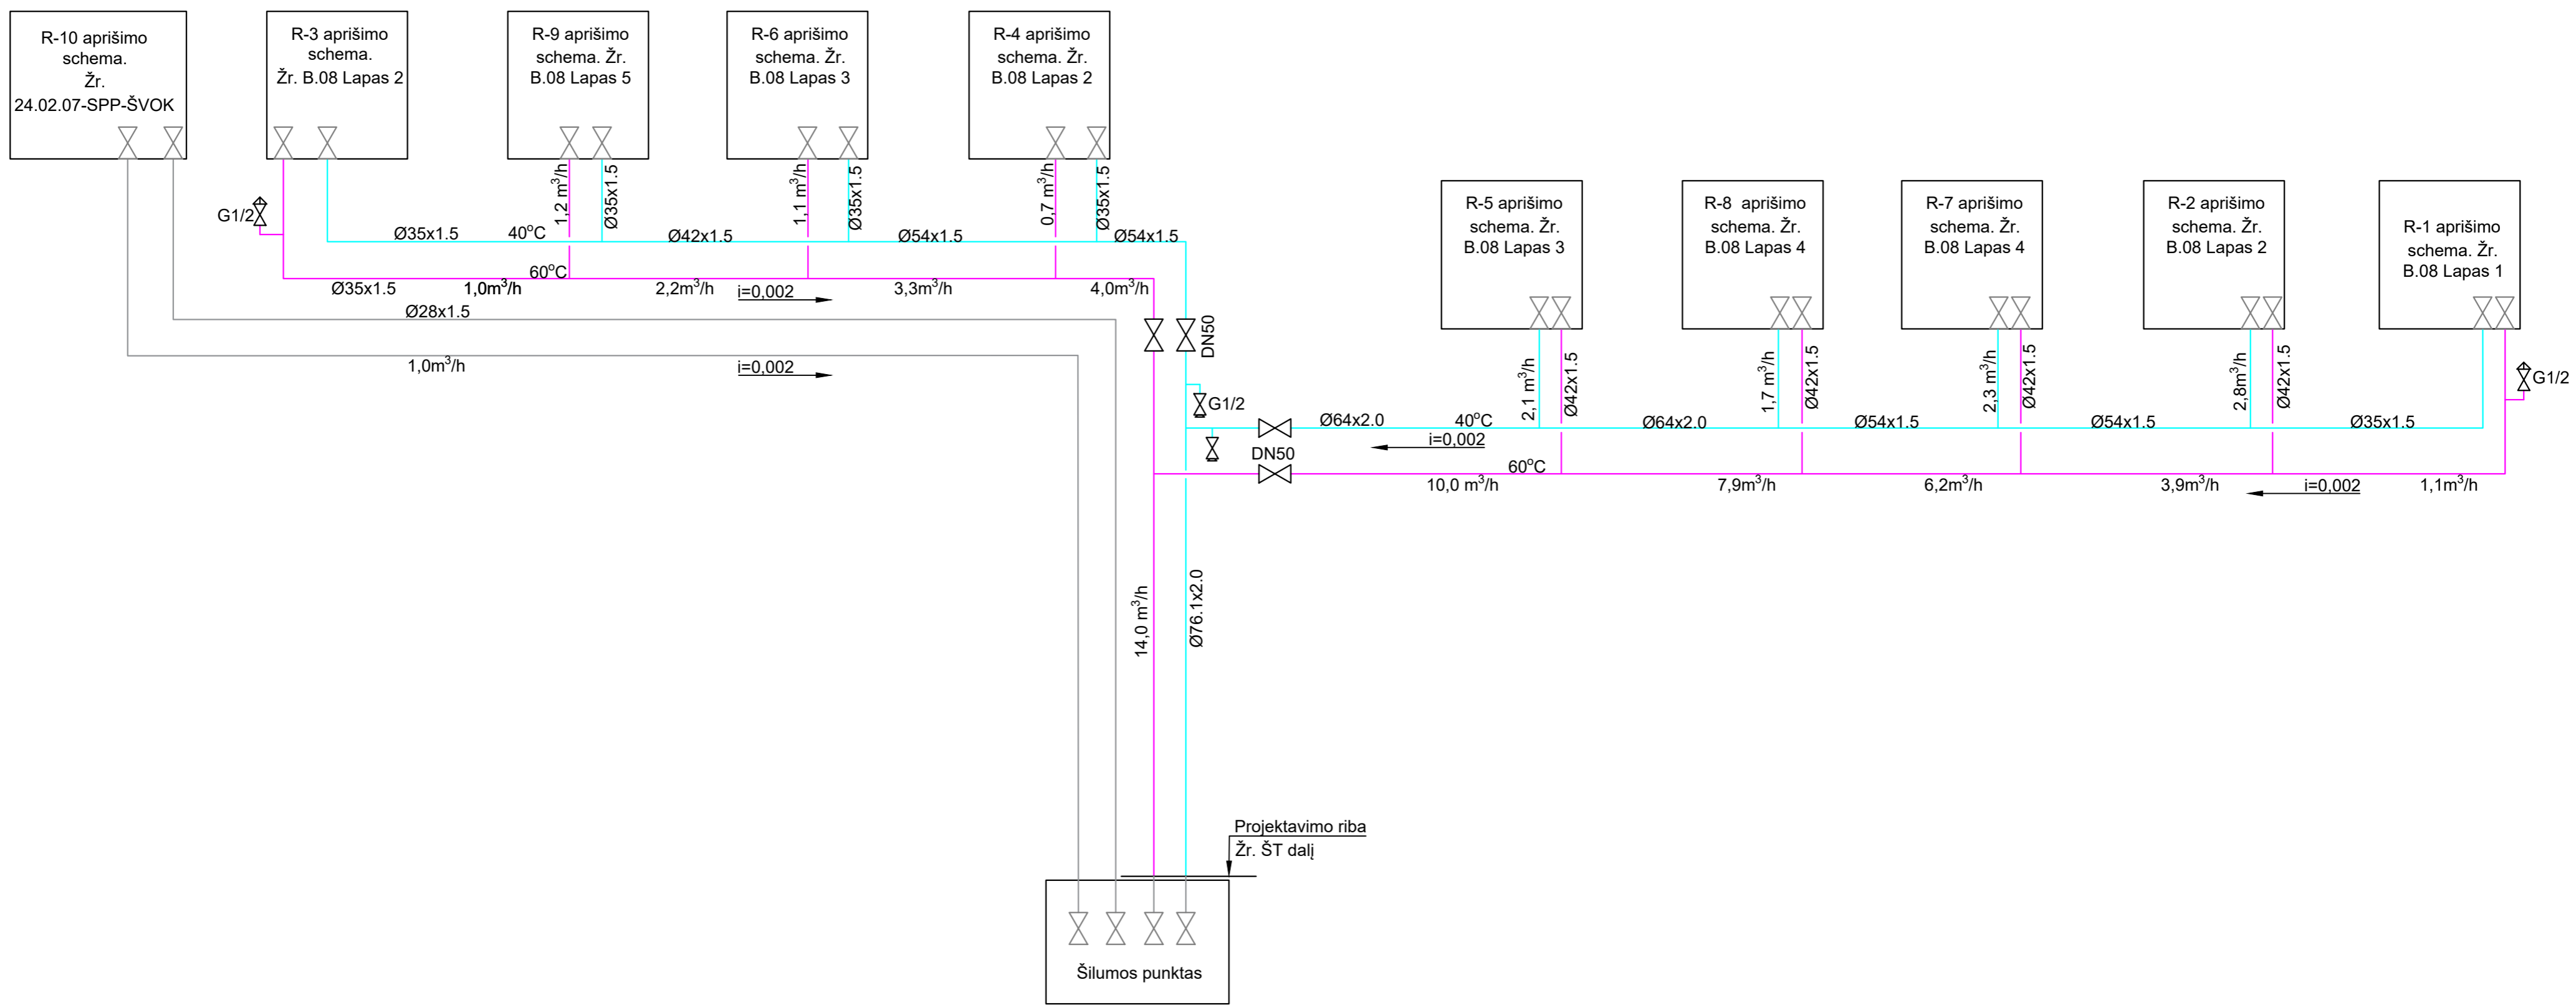 R-10 aprišimo
schema.
Žr.
24.02.07-SPP-ŠVOK
R-3 aprišimo
schema.
Žr. B.08 Lapas 2
R-9 aprišimo
schema. Žr.
B.08 Lapas 5
R-6 aprišimo
schema. Žr.
B.08 Lapas 3
R-4 aprišimo
schema. Žr.
B.08 Lapas 2
R-5 aprišimo
schema. Žr.
B.08 Lapas 3
R-8 aprišimo
schema. Žr.
B.08 Lapas 4
R-7 aprišimo
schema. Žr.
B.08 Lapas 4
R-2 aprišimo
schema. Žr.
B.08 Lapas 2
R-1 aprišimo
schema. Žr.
B.08 Lapas 1
G1/2
1,2 m³/h
Ø35x1.5
1,1 m³/h
Ø35x1.5
0,7 m³/h
Ø35x1.5
Ø35x1.5
40°C
Ø42x1.5
Ø54x1.5
Ø54x1.5
60°C
Ø35x1.5
1,0m³/h
2,2m³/h
i=0,002
3,3m³/h
4,0m³/h
Ø28x1.5
1,0m³/h
i=0,002
DN50
G1/2
2,1 m³/h
Ø42x1.5
1,7 m³/h
Ø42x1.5
2,3 m³/h
Ø42x1.5
2,8m³/h
Ø42x1.5
G1/2
Ø64x2.0
40°C
Ø64x2.0
Ø54x1.5
Ø54x1.5
Ø35x1.5
i=0,002
DN50
60°C
10,0 m³/h
7,9m³/h
6,2m³/h
3,9m³/h
i=0,002
1,1m³/h
14,0 m³/h
Ø76.1x2.0
Projektavimo riba
Žr. ŠT dalį
Šilumos punktas